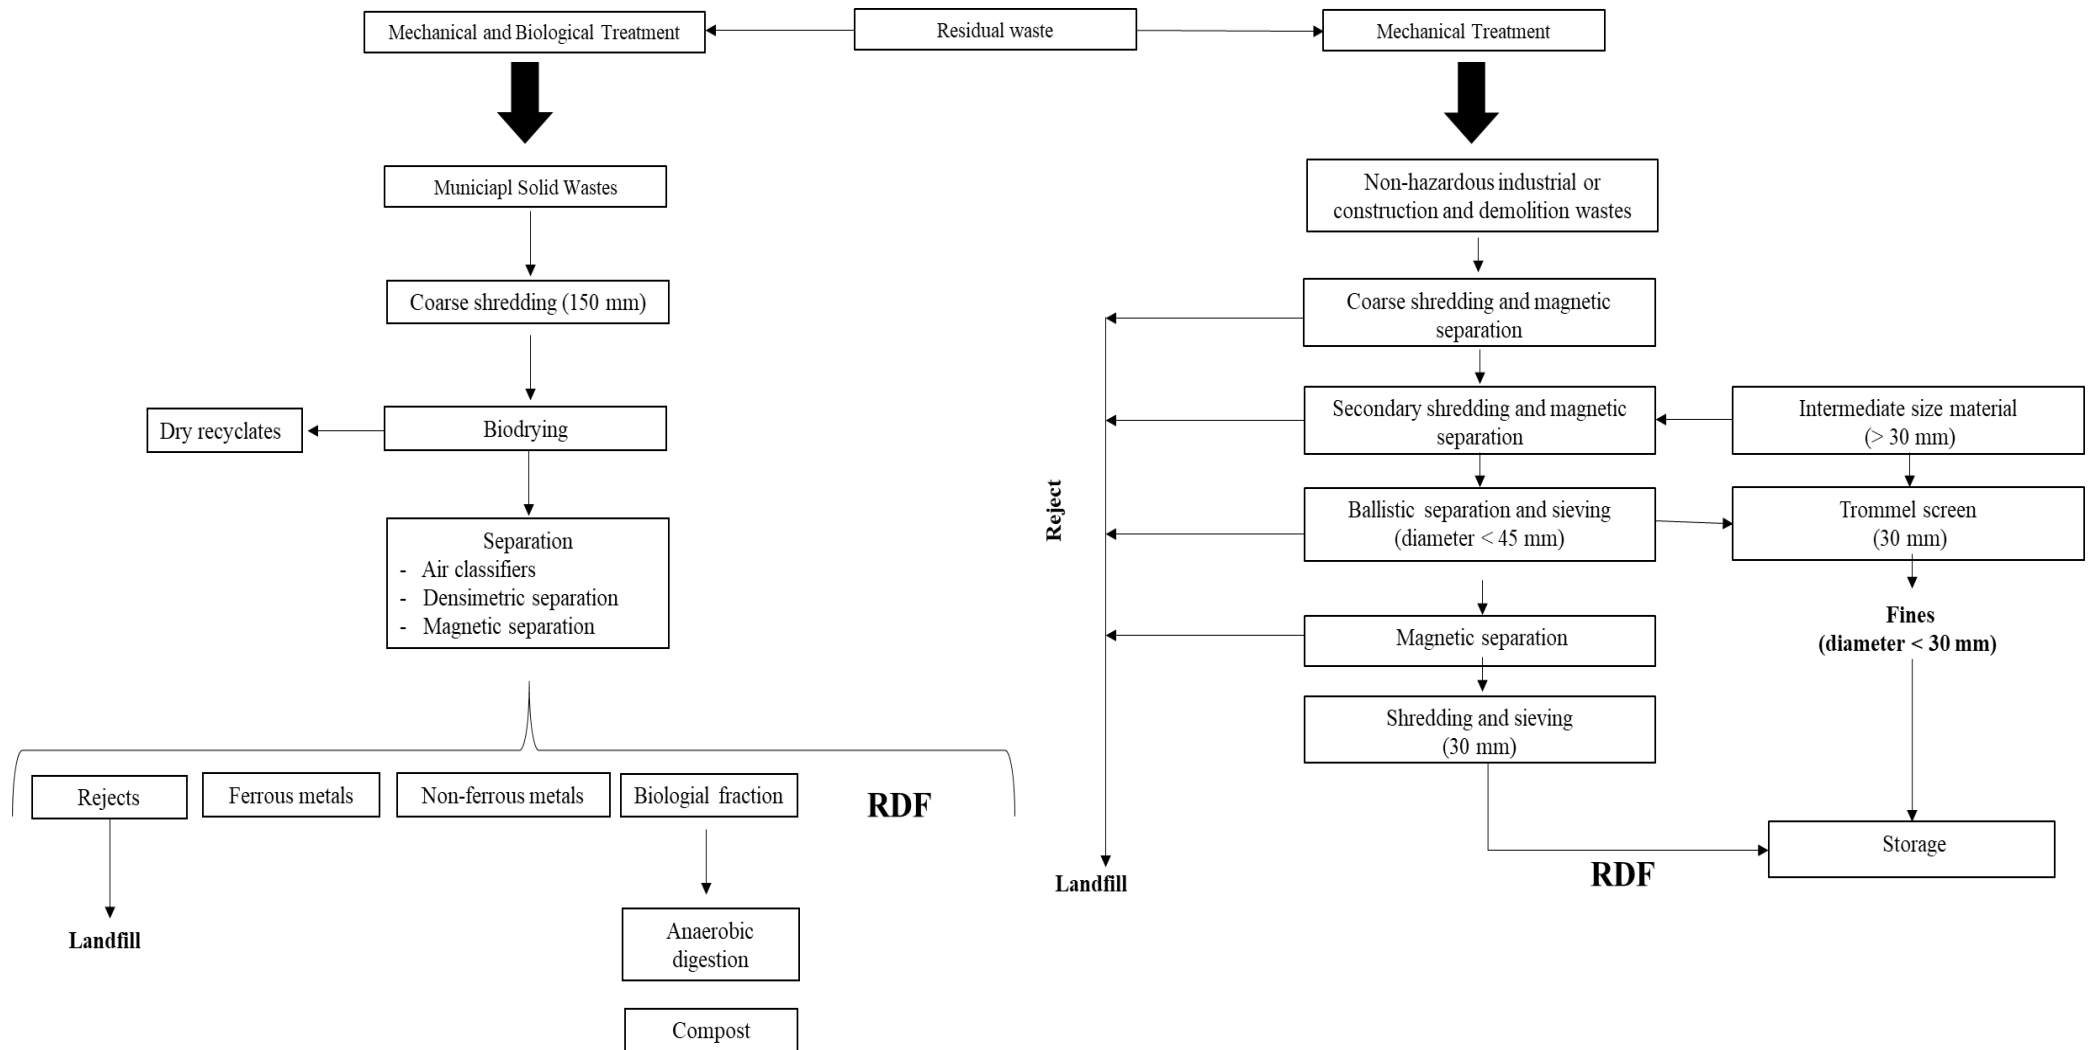 Mechanical and Biological Treatment
Residual waste
Mechanical Treatment
Municiapl Solid Wastes
Coarse shredding (150 mm)
Dry recyclates
Biodrying
Separation
- Air classifiers
- Densimetric separation
- Magnetic separation
Rejects
Ferrous metals
Non-ferrous metals
Biologial fraction
RDF
Landfill
Anaerobic
digestion
Compost
Non-hazardous industrial or
construction and demolition wastes
Coarse shredding and magnetic
separation
Secondary shredding and magnetic
separation
Intermediate size material
(> 30 mm)
Reject
Ballistic separation and sieving
(diameter < 45 mm)
Trommel screen
(30 mm)
Magnetic separation
Fines
(diameter < 30 mm)
Shredding and sieving
(30 mm)
Landfill
RDF
Storage